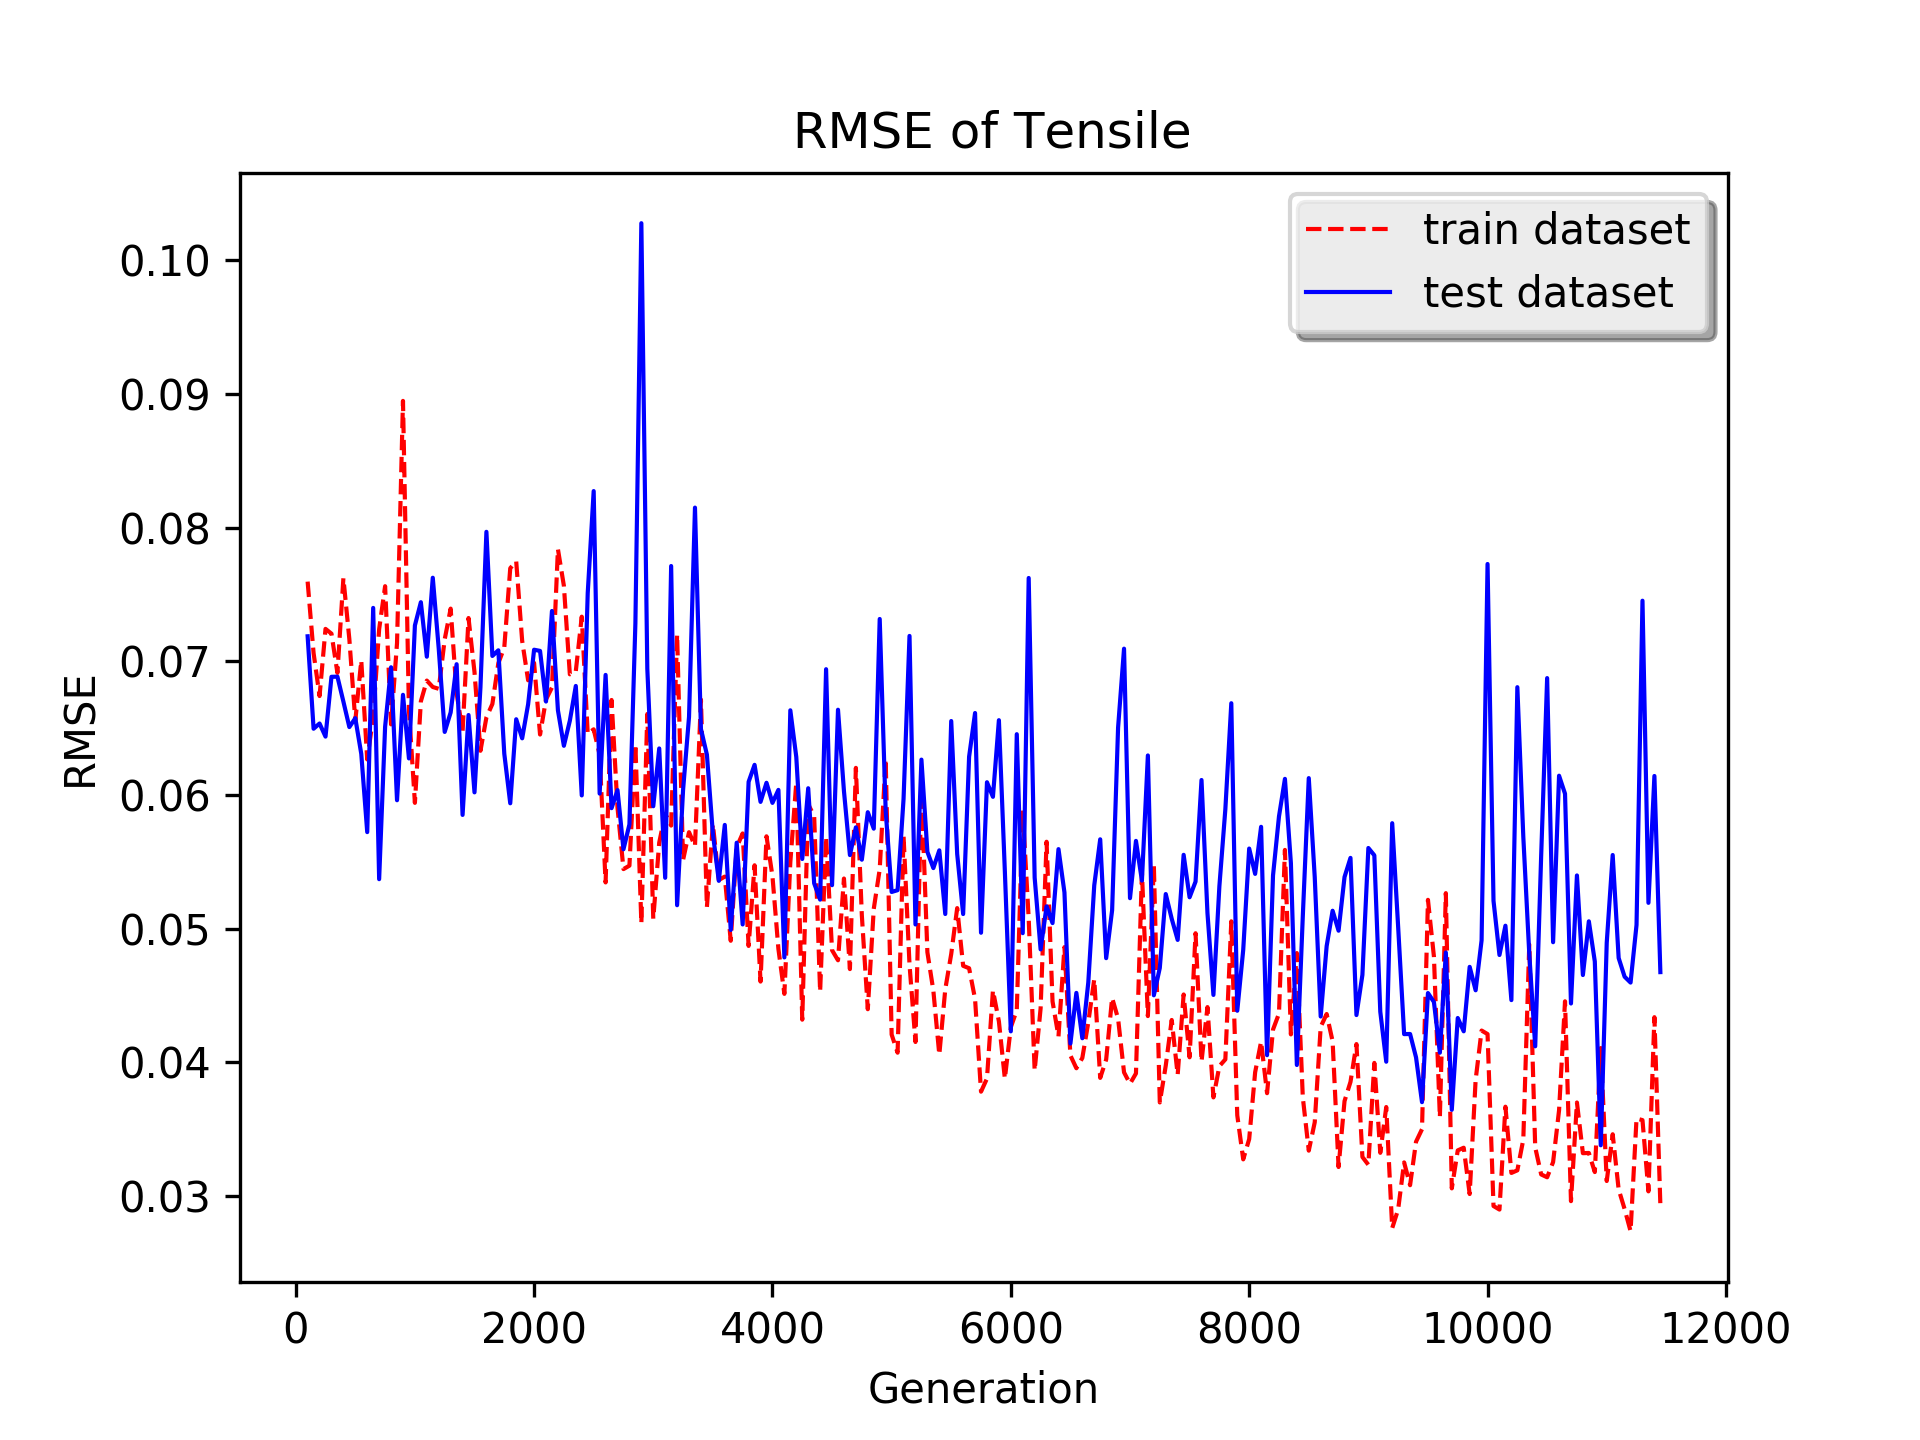 RMSE of Tensile
train dataset
test dataset
0.10
0.09
0.08
0.07
0.06
0.05
0.04
0.03
RMSE
0 2000 4000 6000 8000 10000 12000
Generation